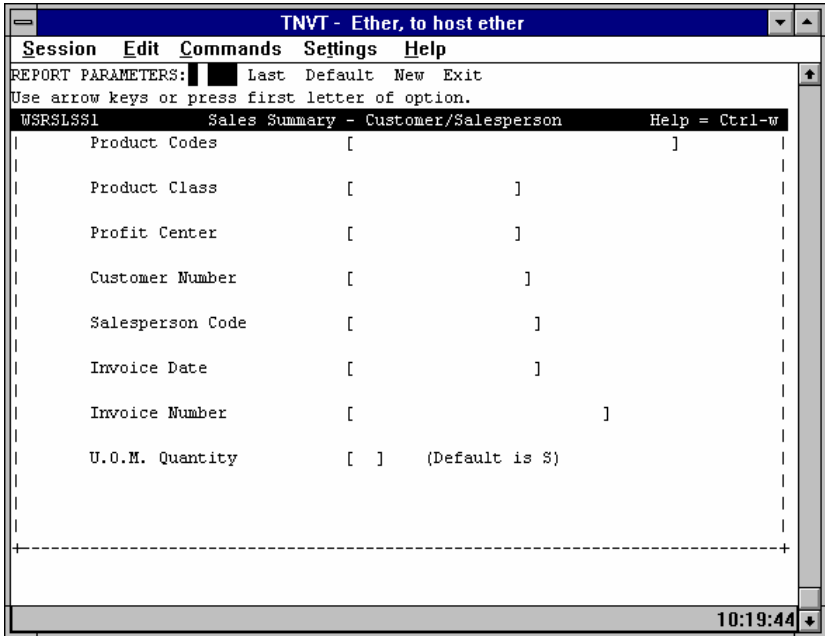 TNVT - Ether, to host ether
Session Edit Commands Settings Help
REPORT PARAMETERS: Last Default New Exit
Use arrow keys or press first letter of option.
WSRSLSS1 Sales Summary - Customer/Salesperson Help = Ctrl-w
Product Codes [ ]
Product Class [ ]
Profit Center [ ]
Customer Number [ ]
Salesperson Code [ ]
Invoice Date [ ]
Invoice Number [ ]
U.O.M. Quantity [ ] (Default is S)
10:19:44